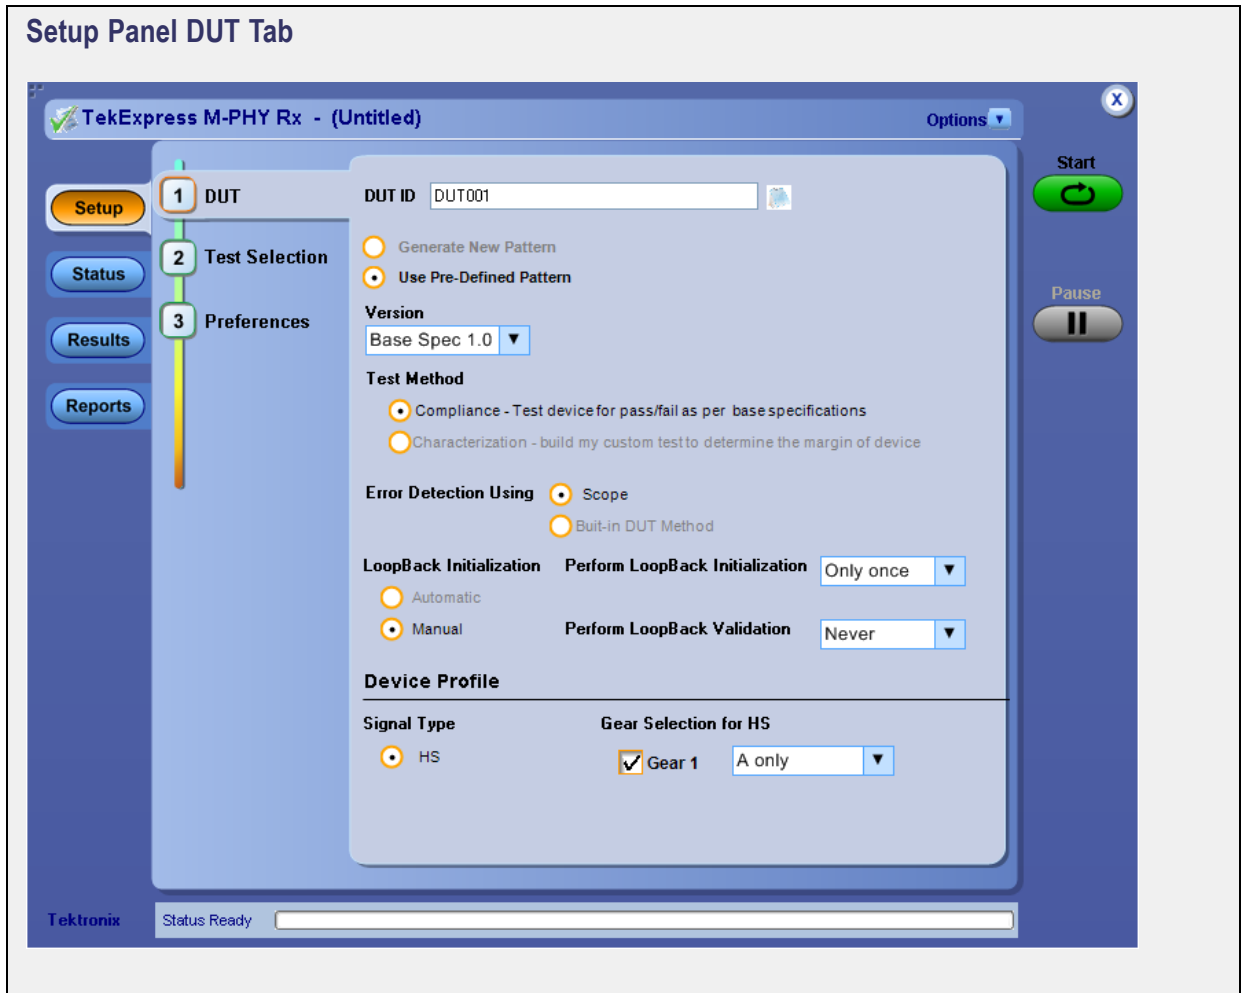 Setup Panel DUT Tab
X
TekExpress M-PHY Rx - (Untitled)
Options
Start
Pause
Setup
Status
Results
Reports
1 DUT
2 Test Selection
3 Preferences
DUT ID DUT001
Generate New Pattern
Use Pre-Defined Pattern
Version
Base Spec 1.0
Test Method
Compliance - Test device for pass/fail as per base specifications
Characterization - build my custom test to determine the margin of device
Error Detection Using Scope
Buit-in DUT Method
LoopBack Initialization Perform LoopBack Initialization Only once
Automatic
Manual Perform LoopBack Validation Never
Device Profile
Signal Type Gear Selection for HS
HS Gear 1 A only
Tektronix Status Ready